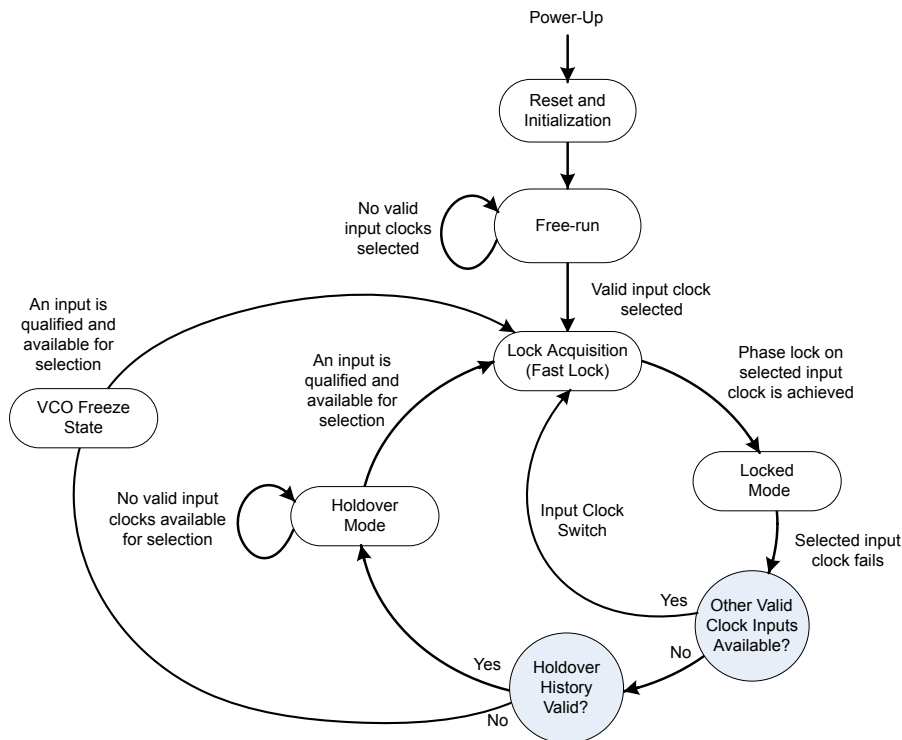 Power-Up
Reset and
Initialization
No valid
input clocks
selected
Free-run
Valid input clock
selected
An input is
qualified and
available for
selection
Lock Acquisition
(Fast Lock)
An input is
qualified and
available for
selection
Phase lock on
selected input
clock is achieved
VCO Freeze
State
Locked
Mode
No valid input
clocks available
for selection
Holdover
Mode
Input Clock
Switch
Selected input
clock fails
Yes
Other Valid
Clock Inputs
Available?
No
Yes
Holdover
History
Valid?
No